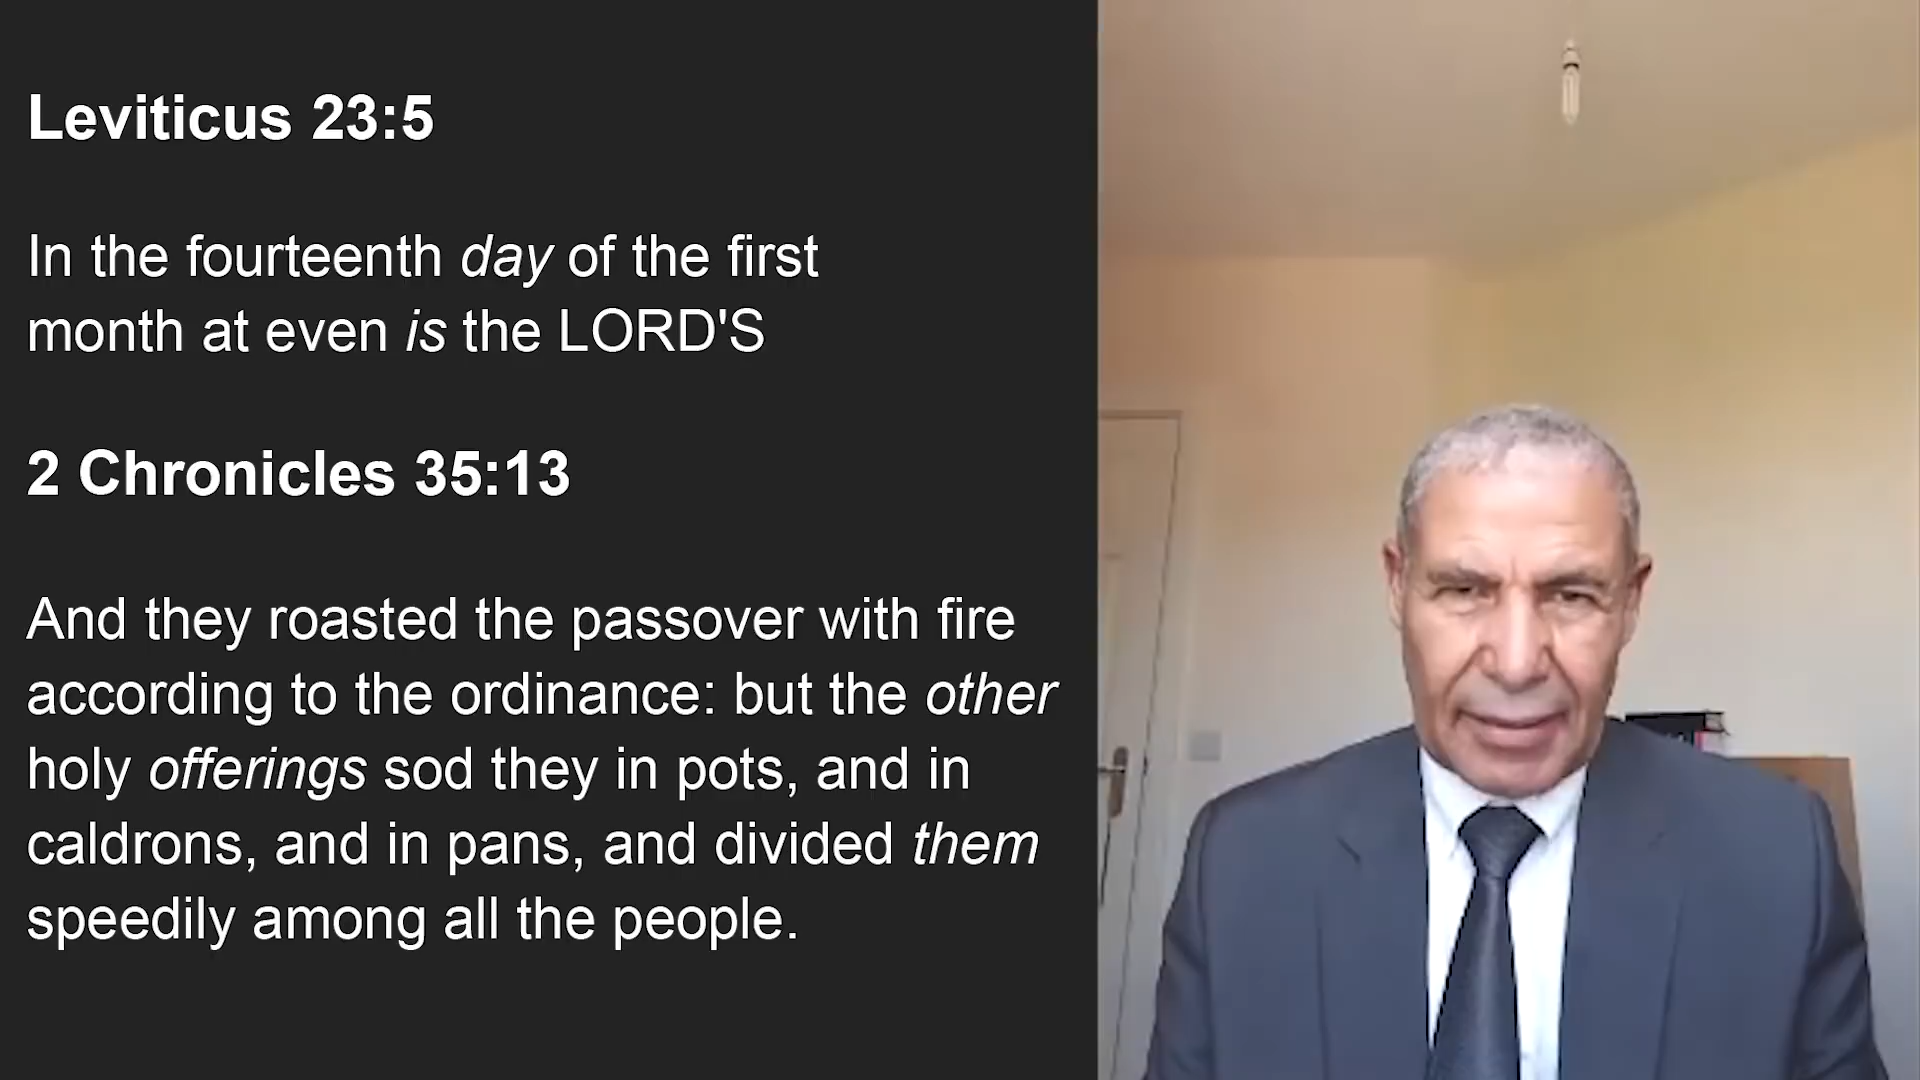 Leviticus 23:5
In the fourteenth day of the first
month at even is the LORD'S
2 Chronicles 35:13
And they roasted the passover with fire
according to the ordinance: but the other
holy offerings sod they in pots, and in
caldrons, and in pans, and divided them
speedily among all the people.